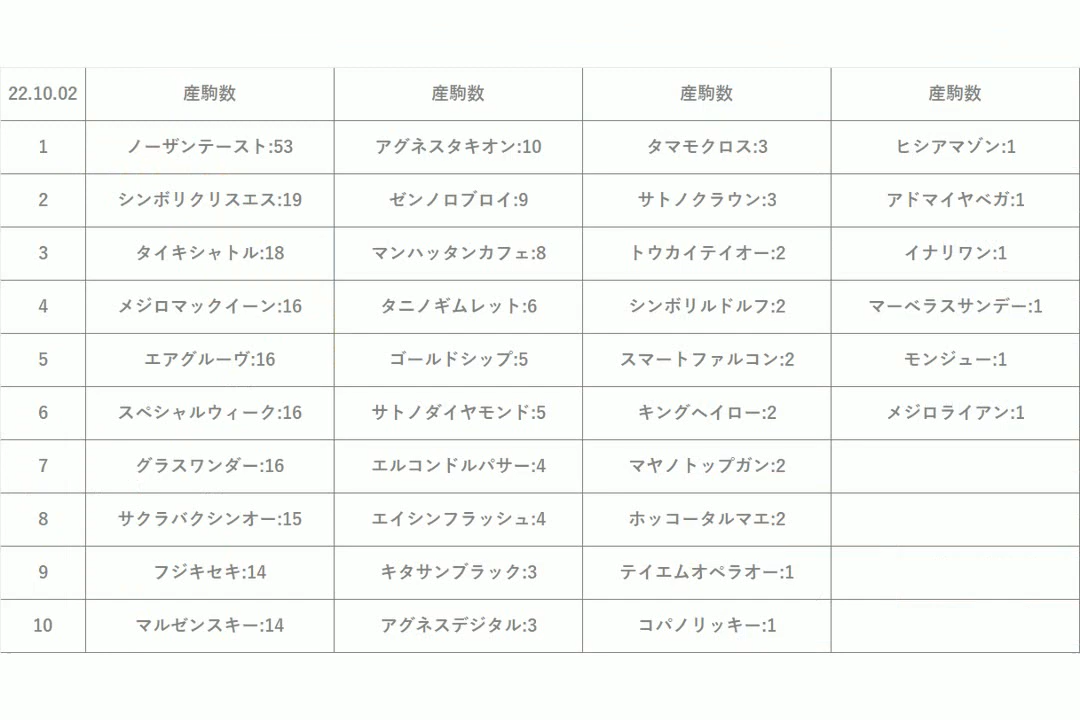 22.10.02 産駒数 産駒数 産駒数 産駒数
1 ノーザンテースト:53 アグネスタキオン:10 タマモクロス:3 ヒシアマゾン:1
2 シンボリクリスエス:19 ゼンノロブロイ:9 サトノクラウン:3 アドマイヤベガ:1
3 タイキシャトル:18 マンハッタンカフェ:8 トウカイテイオー:2 イナリワン:1
4 メジロマックイーン:16 タニノギムレット:6 シンボリルドルフ:2 マーベラスサンデー:1
5 エアグルーヴ:16 ゴールドシップ:5 スマートファルコン:2 モンジュー:1
6 スペシャルウィーク:16 サトノダイヤモンド:5 キングヘイロー:2 メジロライアン:1
7 グラスワンダー:16 エルコンドルパサー:4 マヤノトップガン:2
8 サクラバクシンオー:15 エイシンフラッシュ:4 ホッコータルマエ:2
9 フジキセキ:14 キタサンブラック:3 テイエムオペラオー:1
10 マルゼンスキー:14 アグネスデジタル:3 コパノリッキー:1